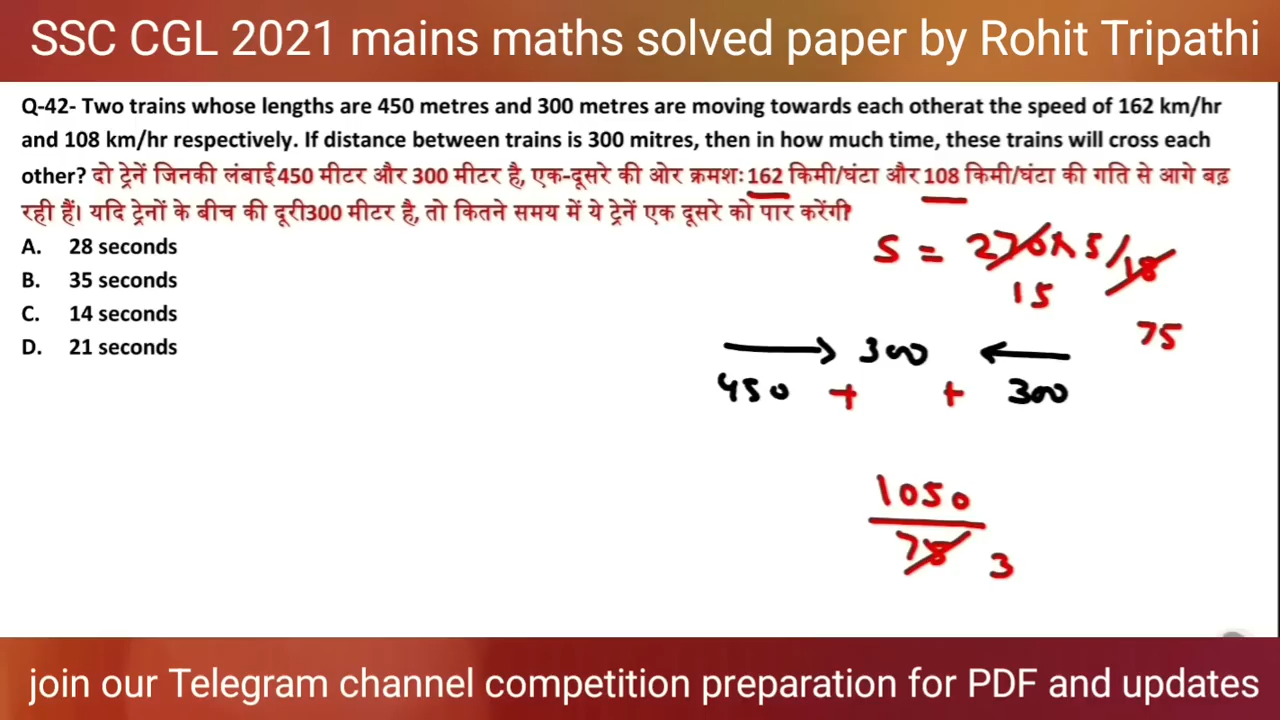 SSC CGL 2021 mains maths solved paper by Rohit Tripathi
Q-42- Two trains whose lengths are 450 metres and 300 metres are moving towards each otherat the speed of 162 km/hr
and 108 km/hr respectively. If distance between trains is 300 mitres, then in how much time, these trains will cross each
other? दो ट्रेनें जिनकी लंबाई450 मीटर और 300 मीटर है, एक-दूसरे की ओर क्रमशः 162 किमी/घंटा और 108 किमी/घंटा की गति से आगे बढ़
रही हैं। यदि ट्रेनों के बीच की दूरी300 मीटर है, तो कितने समय में ये ट्रेनें एक दूसरे को पार करेंगी?
A. 28 seconds
B. 35 seconds
C. 14 seconds
D. 21 seconds
S = 270x5/18
15
75
300
450 + + 300
1050
75 3
join our Telegram channel competition preparation for PDF and updates